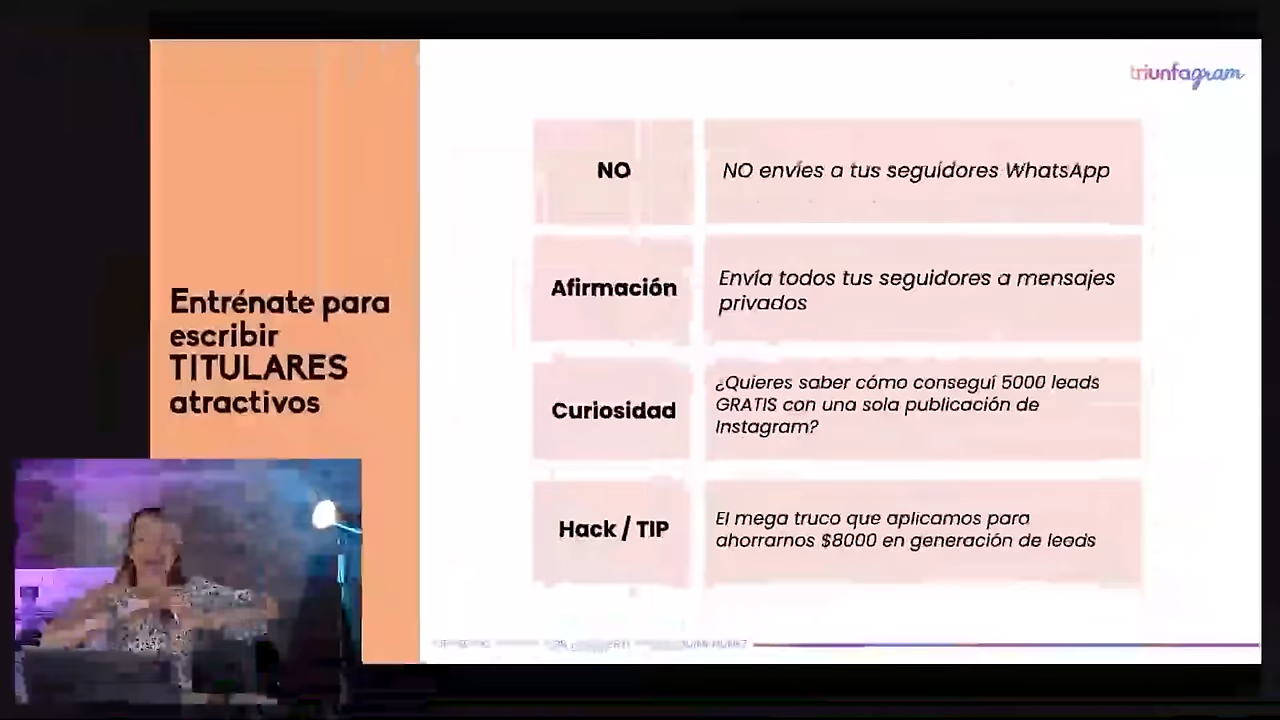 triunfagram
Entrénate para
escribir
TITULARES
atractivos
NO
NO envíes a tus seguidores WhatsApp
Afirmación
Envía todos tus seguidores a mensajes
privados
Curiosidad
¿Quieres saber cómo conseguí 5000 leads
GRATIS con una sola publicación de
Instagram?
Hack / TIP
El mega truco que aplicamos para
ahorrarnos $8000 en generación de leads